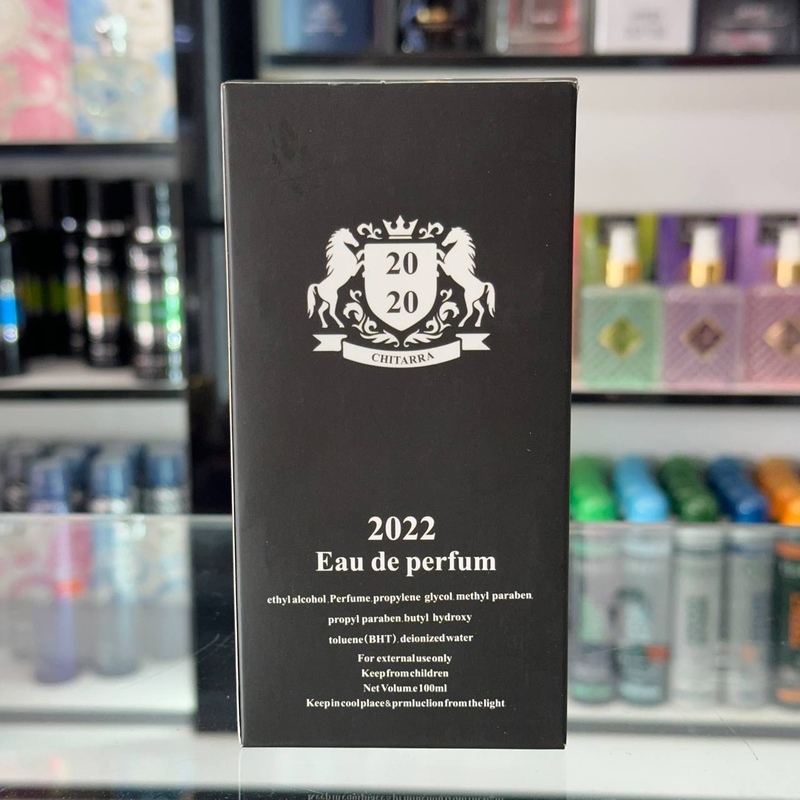 20
20
CHITARRA
2022
Eau de perfum
ethyl alcohol.Perfume.propylene glycol.methyl paraben.
propyl paraben.butyl hydroxy
toluene(BHT).deionized water
For external use only
Keep from children
Net Volum.e 100ml
Keep in cool place & prmluclion from the light